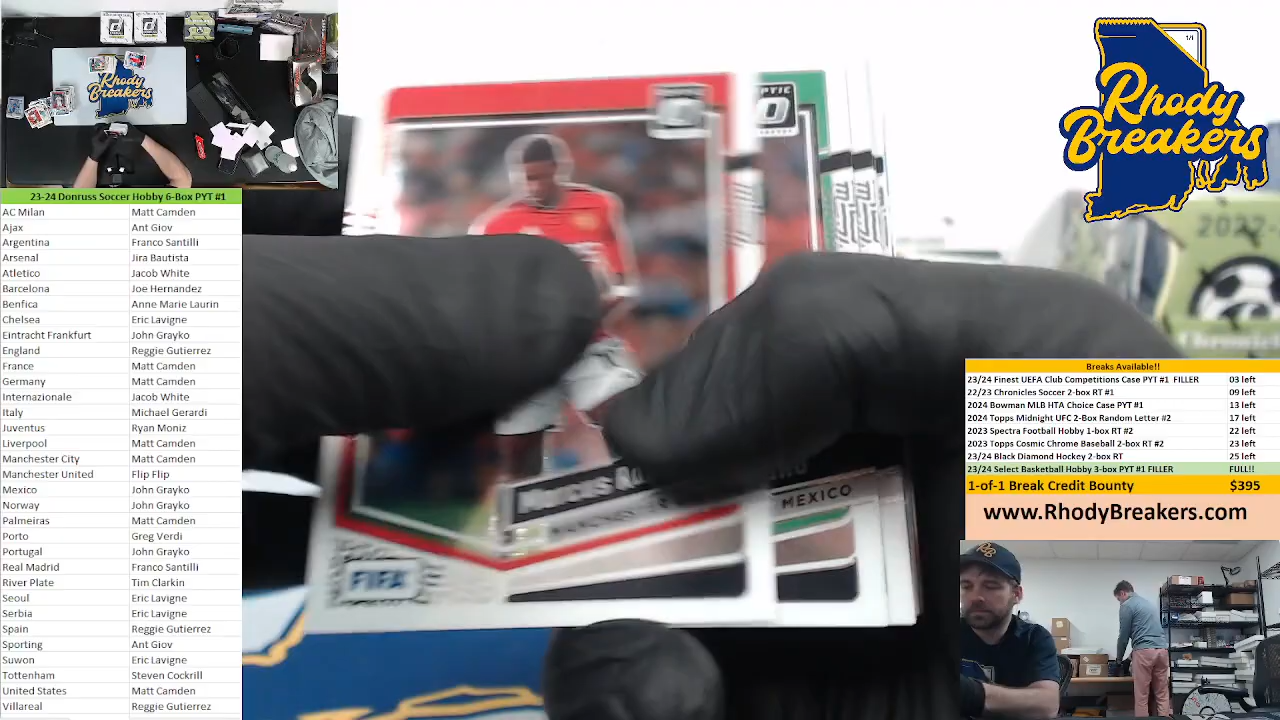 1/1
Rhody
Breakers
Rhody
Breakers
23-24 Donruss Soccer Hobby 6-Box PYT #1
AC Milan Matt Camden
Ajax Ant Giov
Argentina Franco Santilli
Arsenal Jira Bautista
Atletico Jacob White
Barcelona Joe Hernandez
Benfica Anne Marie Laurin
Chelsea Eric Lavigne
Eintracht Frankfurt John Grayko
England Reggie Gutierrez
France Matt Camden
Germany Matt Camden
Internazionale Jacob White
Italy Michael Gerardi
Juventus Ryan Moniz
Liverpool Matt Camden
Manchester City Matt Camden
Manchester United Flip Flip
Mexico John Grayko
Norway John Grayko
Palmeiras Matt Camden
Porto Greg Verdi
Portugal John Grayko
Real Madrid Franco Santilli
River Plate Tim Clarkin
Seoul Eric Lavigne
Serbia Eric Lavigne
Spain Reggie Gutierrez
Sporting Ant Giov
Suwon Eric Lavigne
Tottenham Steven Cockrill
United States Matt Camden
Villareal Reggie Gutierrez
MEXICO
FIFA
Breaks Available!!
23/24 Finest UEFA Club Competitions Case PYT #1 FILLER 03 left
22/23 Chronicles Soccer 2-box RT #1 09 left
2024 Bowman MLB HTA Choice Case PYT #1 13 left
2024 Topps Midnight UFC 2-Box Random Letter #2 17 left
2023 Spectra Football Hobby 1-box RT #2 22 left
2023 Topps Cosmic Chrome Baseball 2-box RT #2 23 left
23/24 Black Diamond Hockey 2-box RT 25 left
23/24 Select Basketball Hobby 3-box PYT #1 FILLER FULL!!
1-of-1 Break Credit Bounty $395
www.RhodyBreakers.com